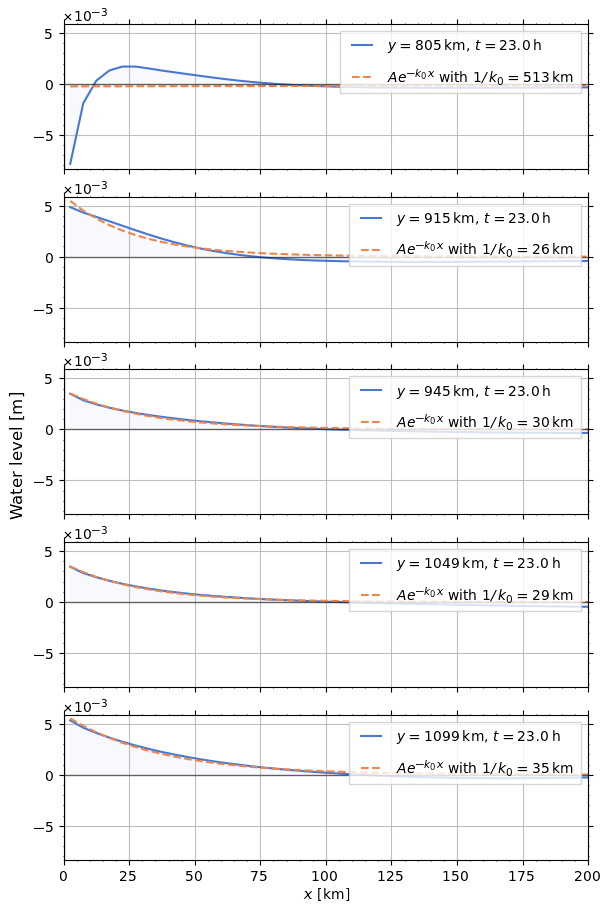 ×10⁻³
5
0
−5
y = 805 km, t = 23.0 h
Ae^{−k₀x} with 1/k₀ = 513 km
×10⁻³
5
0
−5
y = 915 km, t = 23.0 h
Ae^{−k₀x} with 1/k₀ = 26 km
×10⁻³
5
0
−5
y = 945 km, t = 23.0 h
Ae^{−k₀x} with 1/k₀ = 30 km
Water level [m]
×10⁻³
5
0
−5
y = 1049 km, t = 23.0 h
Ae^{−k₀x} with 1/k₀ = 29 km
×10⁻³
5
0
−5
y = 1099 km, t = 23.0 h
Ae^{−k₀x} with 1/k₀ = 35 km
0 25 50 75 100 125 150 175 200
x [km]